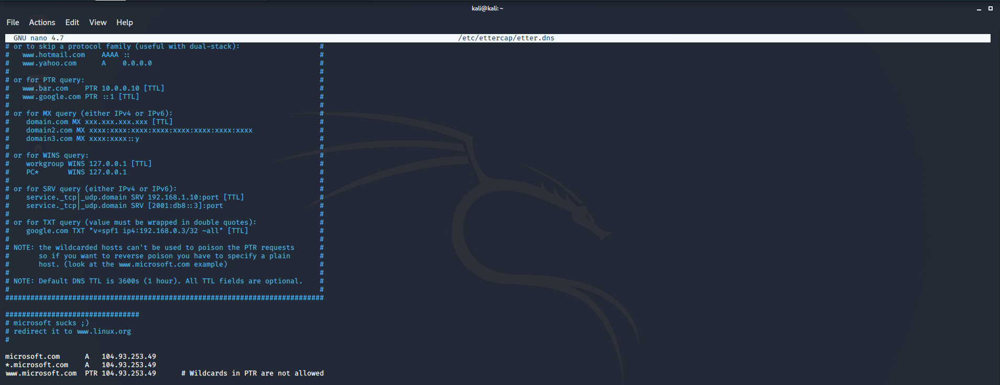 kali@kali: ~
File Actions Edit View Help
GNU nano 4.7 /etc/ettercap/etter.dns
# or to skip a protocol family (useful with dual-stack): #
# www.hotmail.com AAAA :: #
# www.yahoo.com A 0.0.0.0 #
# #
# or for PTR query: #
# www.bar.com PTR 10.0.0.10 [TTL] #
# www.google.com PTR ::1 [TTL] #
# #
# or for MX query (either IPv4 or IPv6): #
# domain.com MX xxx.xxx.xxx.xxx [TTL] #
# domain2.com MX xxxx:xxxx:xxxx:xxxx:xxxx:xxxx:xxxx:xxxx #
# domain3.com MX xxxx:xxxx::y #
# #
# or for WINS query: #
# workgroup WINS 127.0.0.1 [TTL] #
# PC* WINS 127.0.0.1 #
# #
# or for SRV query (either IPv4 or IPv6): #
# service._tcp|_udp.domain SRV 192.168.1.10:port [TTL] #
# service._tcp|_udp.domain SRV [2001:db8::3]:port #
# #
# or for TXT query (value must be wrapped in double quotes): #
# google.com TXT "v=spf1 ip4:192.168.0.3/32 ~all" [TTL] #
# #
# NOTE: the wildcarded hosts can't be used to poison the PTR requests #
# so if you want to reverse poison you have to specify a plain #
# host. (look at the www.microsoft.com example) #
# #
# NOTE: Default DNS TTL is 3600s (1 hour). All TTL fields are optional. #
# #
############################################################################
################################
# microsoft sucks ;)
# redirect it to www.linux.org
#
microsoft.com A 104.93.253.49
*.microsoft.com A 104.93.253.49
www.microsoft.com PTR 104.93.253.49 # Wildcards in PTR are not allowed